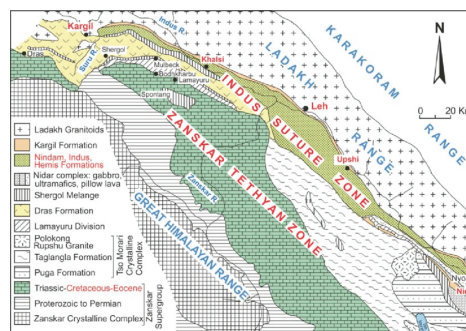 Kargil
Indus R.
Dras
Suru R.
Shergol
Mulbeck
Bodhkharbu
Lamayuru
Khalsi
Spontang
LADAKH RANGE
KARAKORAM RANGE
Leh
Upshi
INDUS SUTURE ZONE
ZANSKAR TETHYAN ZONE
Zanskar R.
GREAT HIMALAYAN RANGE
N
0 20 K
Nyo
Ladakh Granitoids
Kargil Formation
Nindam, Indus,
Hemis Formations
Nidar complex: gabbro,
ultramafics, pillow lava
Shergol Melange
Dras Formation
Lamayuru Division
Polokong
Rupshu Granite
Taglangla Formation
Puga Formation
Tso Morari
Crystalline
Complex
Triassic-Cretaceous-Eocene
Proterozoic to Permian
Zanskar Crystalline Complex
Zanskar
Supergroup